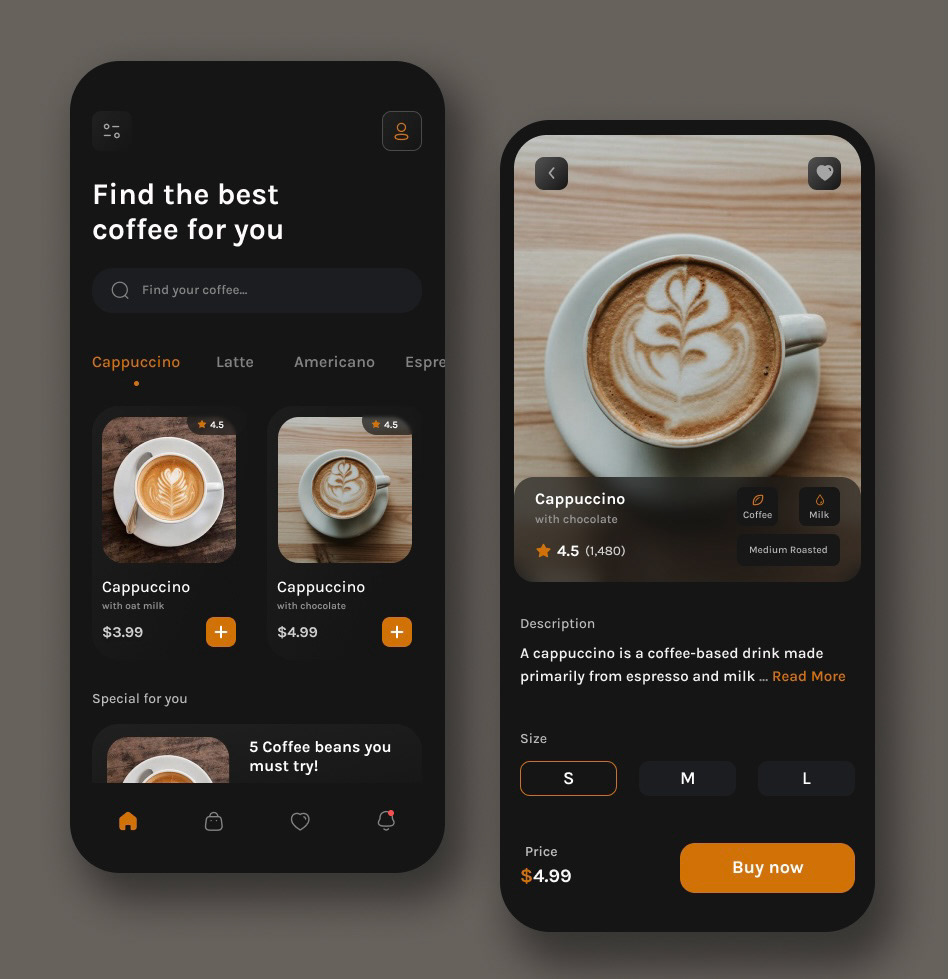 Find the best
coffee for you
Find your coffee...
Cappuccino Latte Americano Espre
4.5 4.5
Cappuccino Cappuccino
with oat milk with chocolate
$3.99 $4.99
Special for you
5 Coffee beans you
must try!
Cappuccino
with chocolate
4.5 (1,480)
Coffee Milk
Medium Roasted
Description
A cappuccino is a coffee-based drink made
primarily from espresso and milk ... Read More
Size
S M L
Price
$4.99
Buy now